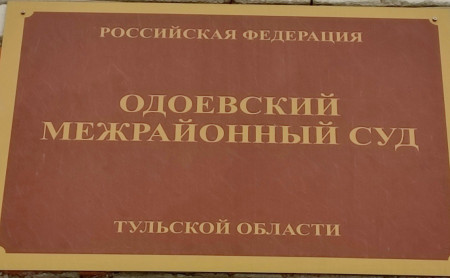 РОССИЙСКАЯ ФЕДЕРАЦИЯ
ОДОЕВСКИЙ
МЕЖРАЙОННЫЙ СУД
ТУЛЬСКОЙ ОБЛАСТИ